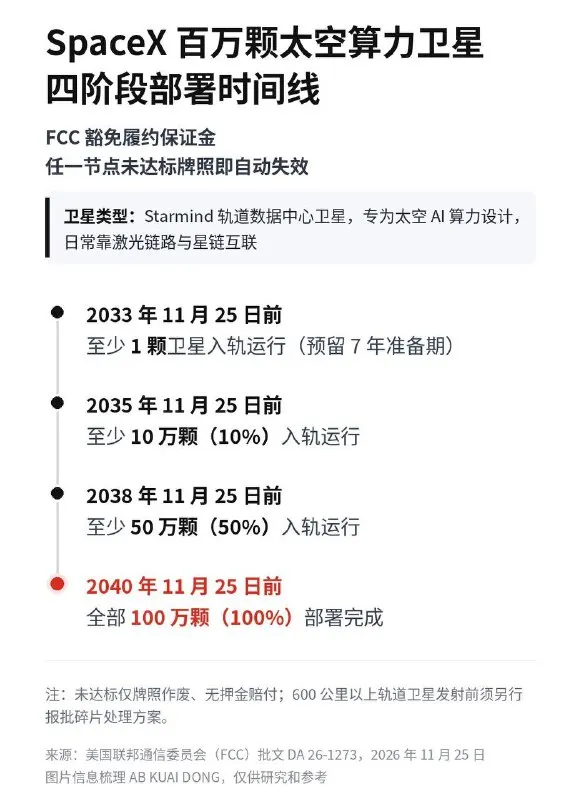 SpaceX 百万颗太空算力卫星
四阶段部署时间线
FCC 豁免履约保证金
任一节点未达标牌照即自动失效
卫星类型：Starmind 轨道数据中心卫星，专为太空 AI 算力设计，
日常靠激光链路与星链互联
2033 年 11 月 25 日前
至少 1 颗卫星入轨运行（预留 7 年准备期）
2035 年 11 月 25 日前
至少 10 万颗（10%）入轨运行
2038 年 11 月 25 日前
至少 50 万颗（50%）入轨运行
2040 年 11 月 25 日前
全部 100 万颗（100%）部署完成
注：未达标仅牌照作废、无押金赔付；600 公里以上轨道卫星发射前须另行
报批碎片处理方案。
来源：美国联邦通信委员会（FCC）批文 DA 26-1273，2026 年 11 月 25 日
图片信息梳理 AB KUAI DONG，仅供研究和参考